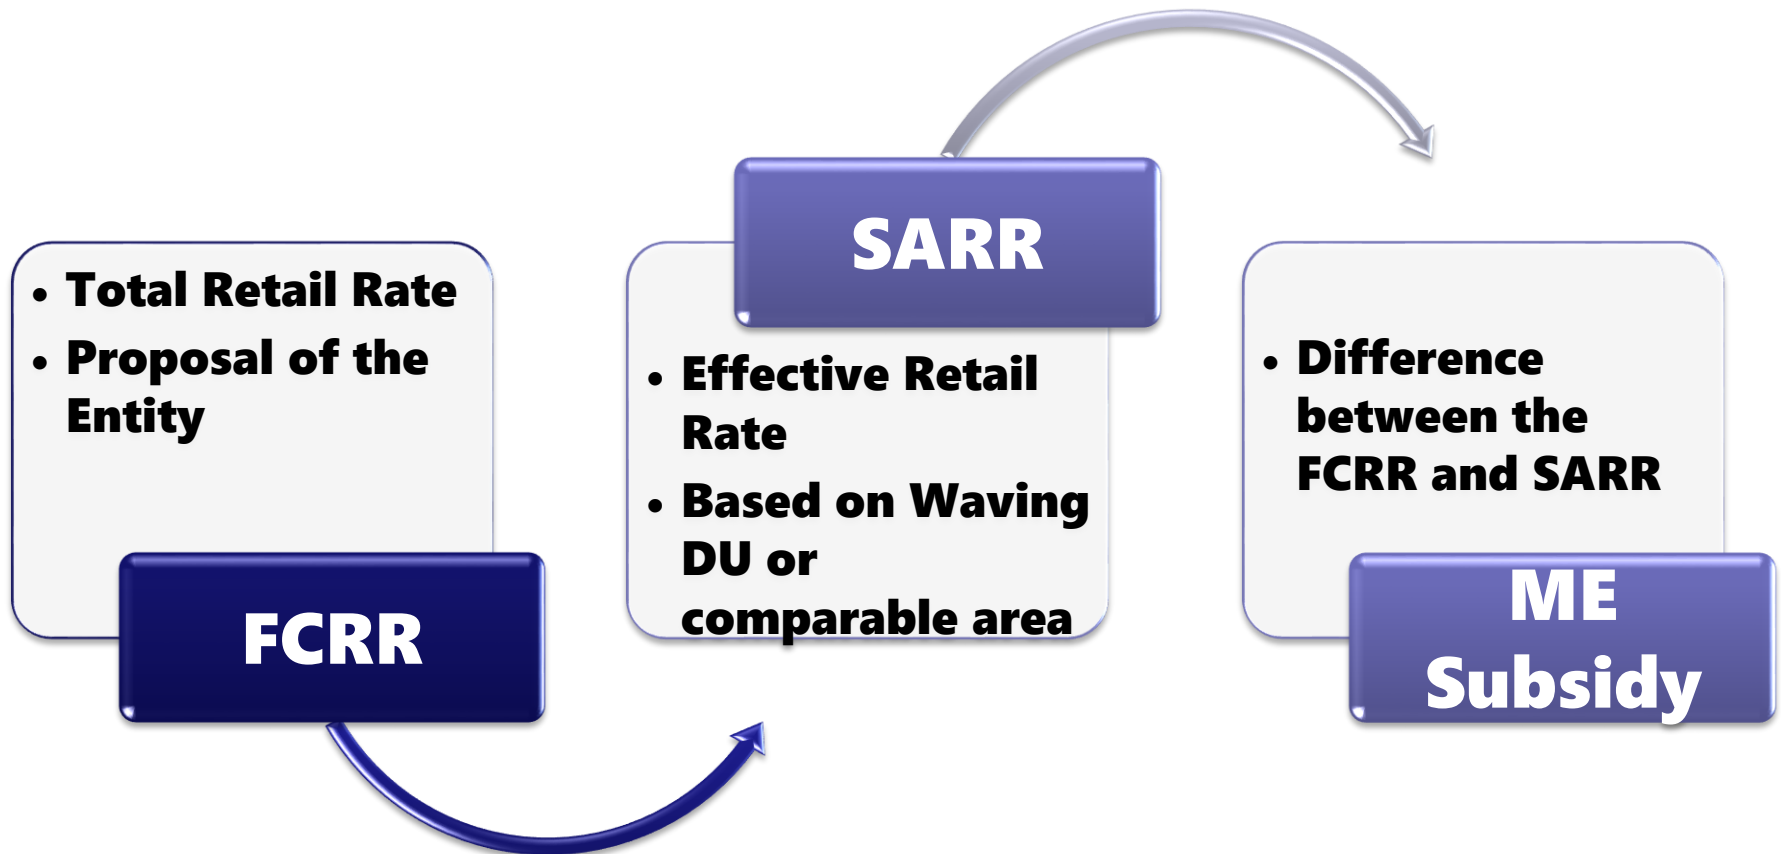 • Total Retail Rate
• Proposal of the
Entity
FCRR
SARR
• Effective Retail
Rate
• Based on Waving
DU or
comparable area
• Difference
between the
FCRR and SARR
ME
Subsidy